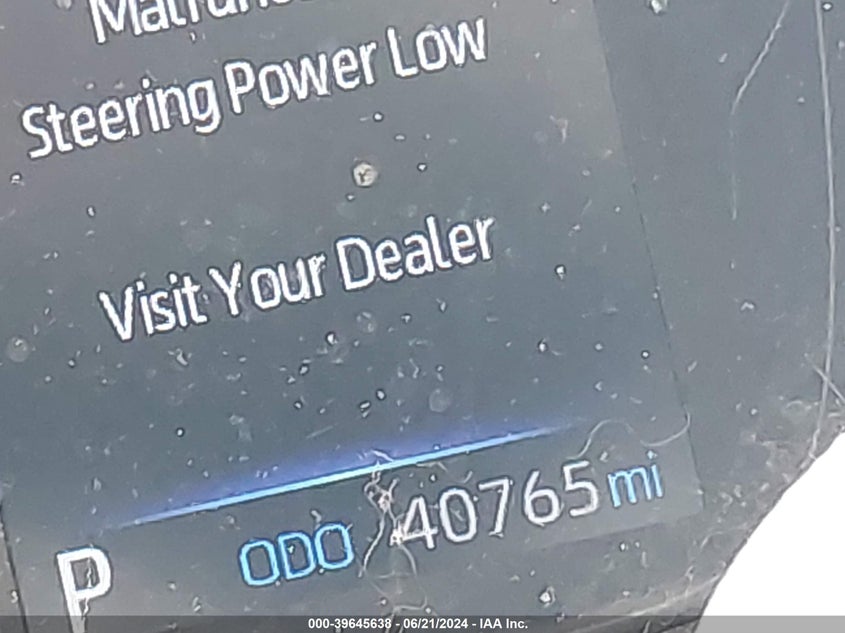 Steering Power Low
Visit Your Dealer
ODO 40765 mi
P
000-39645638 - 06/21/2024 - IAA Inc.